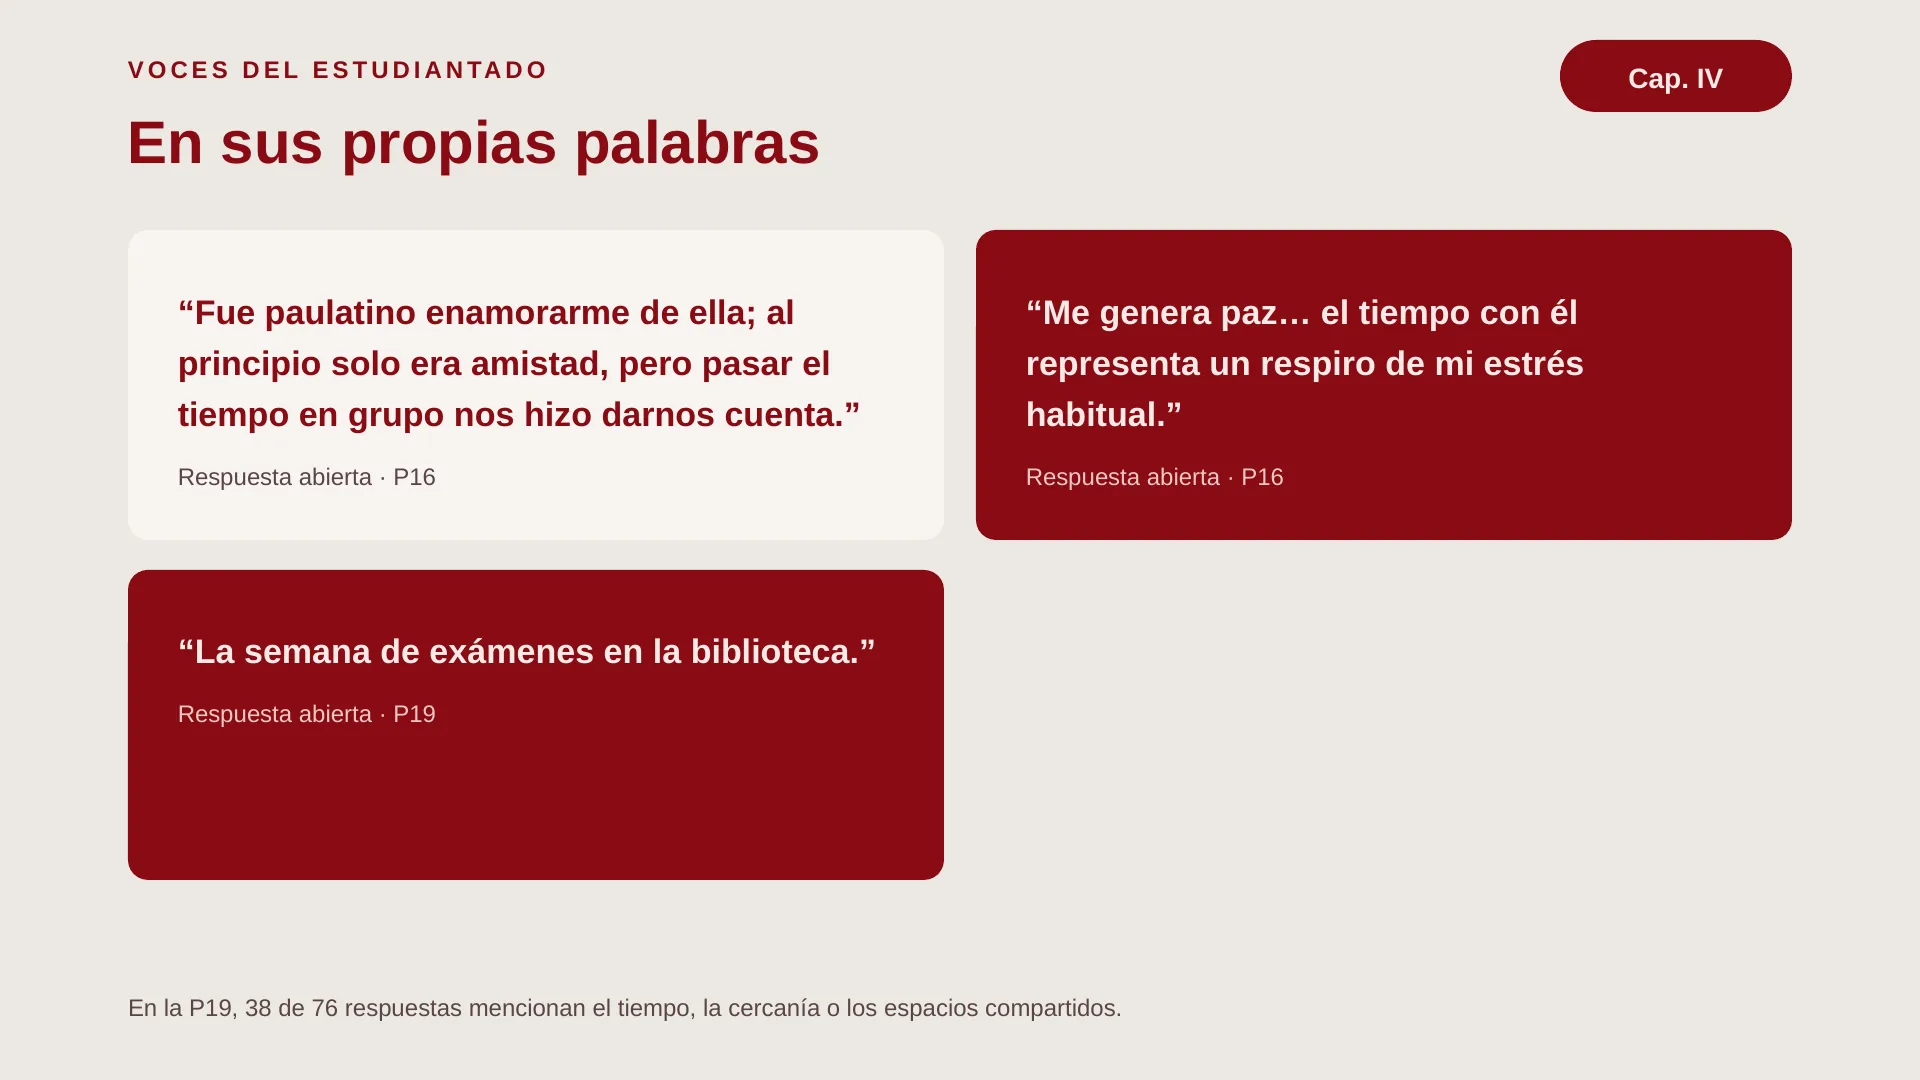 VOCES DEL ESTUDIANTADO
Cap. IV
En sus propias palabras
“Fue paulatino enamorarme de ella; al
principio solo era amistad, pero pasar el
tiempo en grupo nos hizo darnos cuenta.”
Respuesta abierta · P16
“Me genera paz… el tiempo con él
representa un respiro de mi estrés
habitual.”
Respuesta abierta · P16
“La semana de exámenes en la biblioteca.”
Respuesta abierta · P19
En la P19, 38 de 76 respuestas mencionan el tiempo, la cercanía o los espacios compartidos.